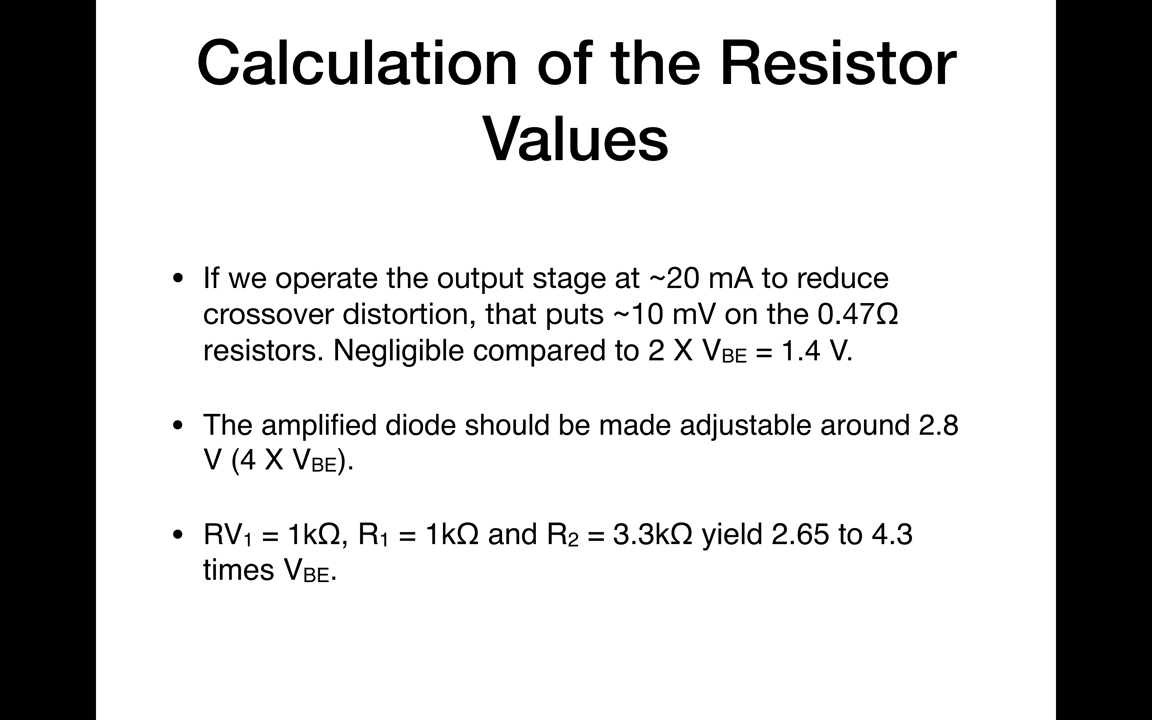 Calculation of the Resistor
Values
• If we operate the output stage at ~20 mA to reduce
crossover distortion, that puts ~10 mV on the 0.47Ω
resistors. Negligible compared to 2 X VBE = 1.4 V.
• The amplified diode should be made adjustable around 2.8
V (4 X VBE).
• RV1 = 1kΩ, R1 = 1kΩ and R2 = 3.3kΩ yield 2.65 to 4.3
times VBE.